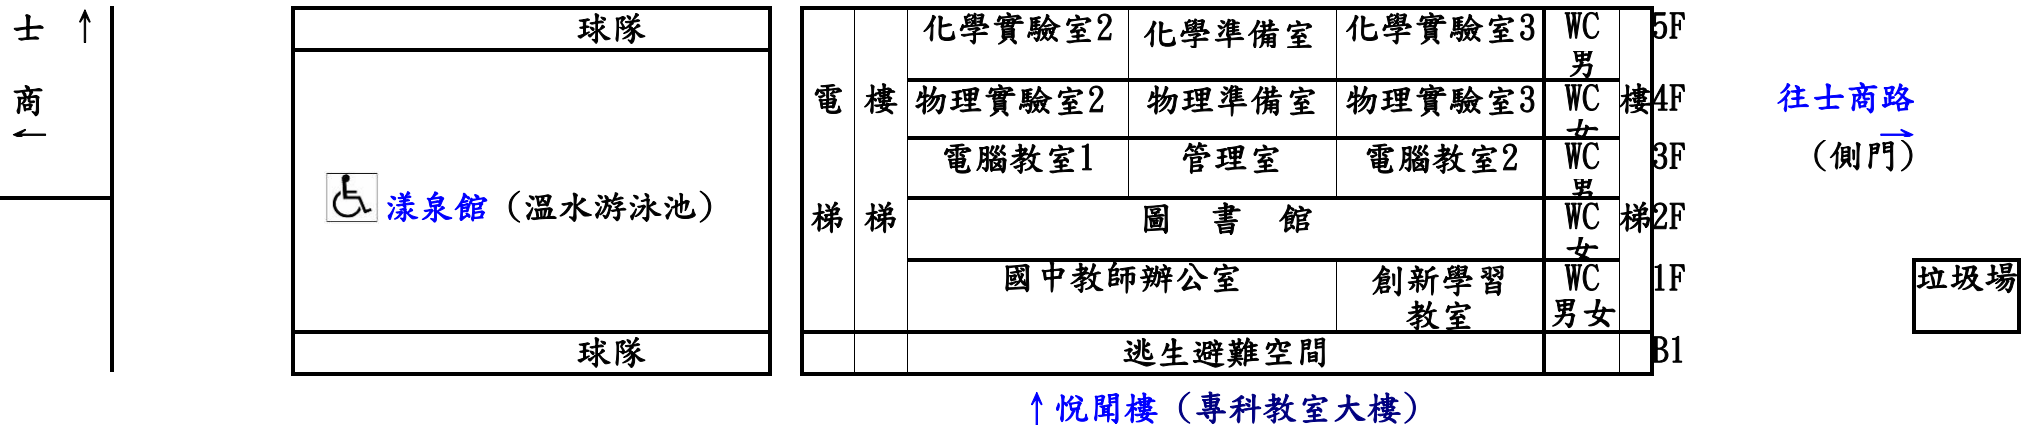 士 ↑
商
←
球隊
漾泉館(溫水游泳池)
球隊
電 樓
梯 梯
化學實驗室2 化學準備室 化學實驗室3 WC 男 5F
物理實驗室2 物理準備室 物理實驗室3 WC 女 樓 4F
電腦教室1 管理室 電腦教室2 WC 男 3F
圖 書 館 WC 女 梯 2F
國中教師辦公室 創新學習教室 WC 男女 1F
逃生避難空間 B1
↑悅聞樓(專科教室大樓)
往士商路
→
(側門)
垃圾場